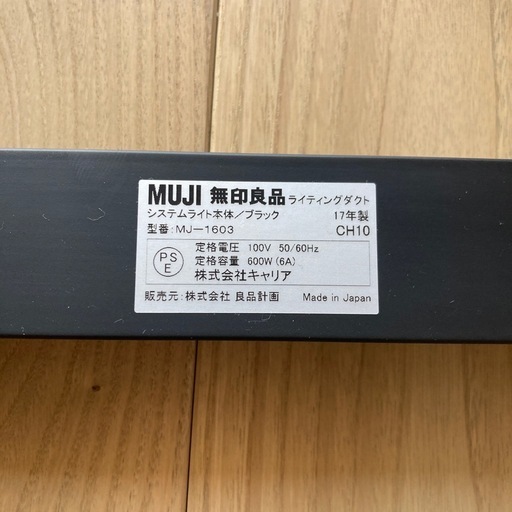 MUJI 無印良品 ライティングダクト
システムライト本体／ブラック 17年製
型番：MJ－1603 CH10
PSE
定格電圧 100V 50/60Hz
定格容量 600W（6A）
株式会社キャリア
販売元：株式会社 良品計画 Made in Japan